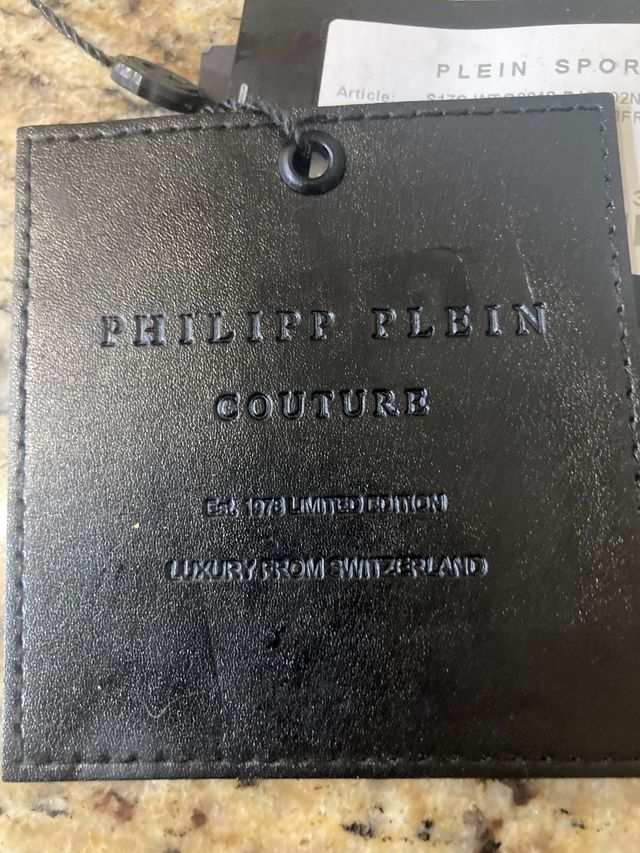 PLEIN SPOR
Article:
PHILIPP PLEIN
COUTURE
Est. 1978 LIMITED EDITION
LUXURY FROM SWITZERLAND